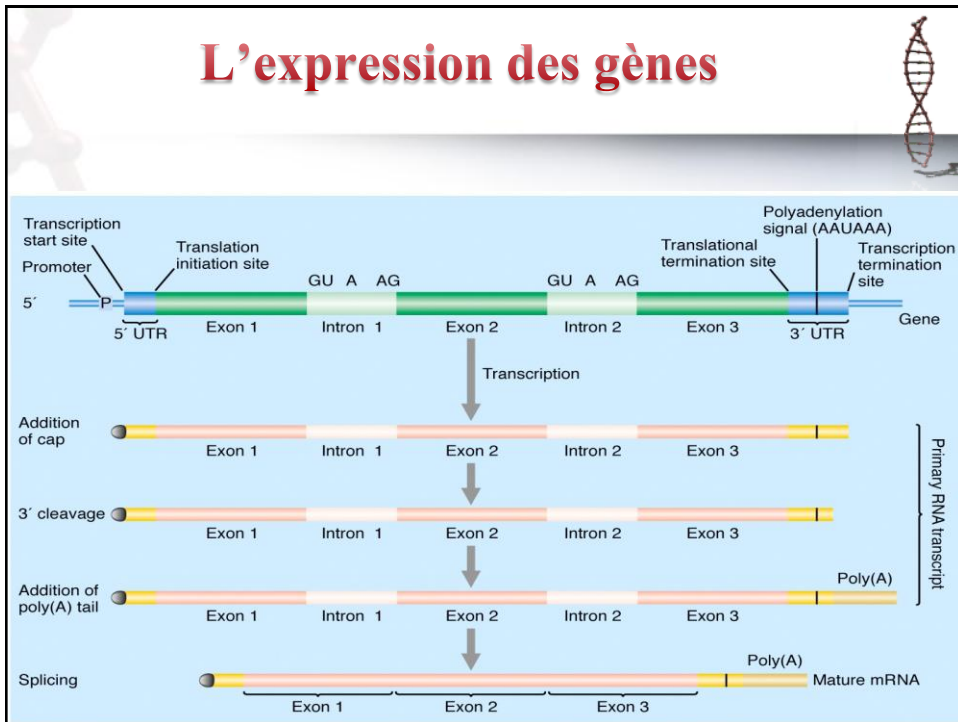 L’expression des gènes
Transcription
start site
Promoter
Translation
initiation site
Polyadenylation
signal (AAUAAA)
Translational
termination site
Transcription
termination
site
GU A AG
GU A AG
5´
P
Gene
5´ UTR
Exon 1
Intron 1
Exon 2
Intron 2
Exon 3
3´ UTR
Transcription
Addition
of cap
Exon 1
Intron 1
Exon 2
Intron 2
Exon 3
3´ cleavage
Exon 1
Intron 1
Exon 2
Intron 2
Exon 3
Addition of
poly(A) tail
Poly(A)
Exon 1
Intron 1
Exon 2
Intron 2
Exon 3
Primary RNA transcript
Splicing
Poly(A)
Mature mRNA
Exon 1
Exon 2
Exon 3